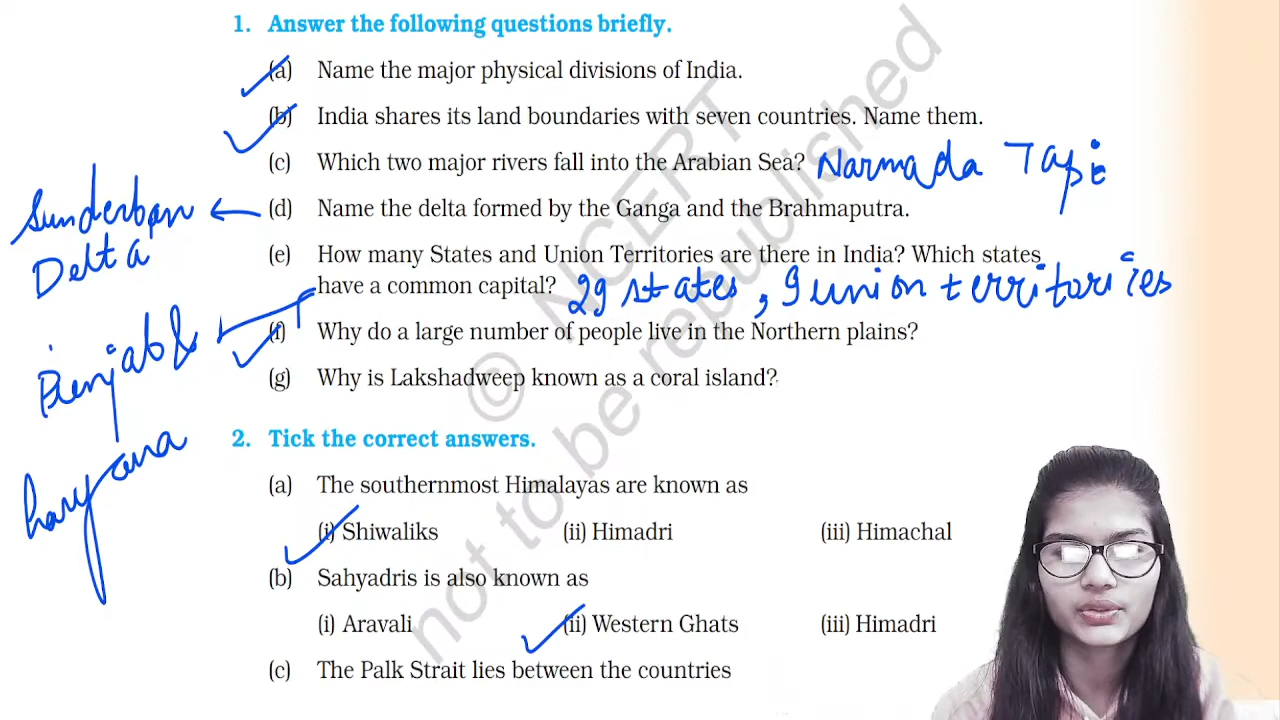 1. Answer the following questions briefly.
(a) Name the major physical divisions of India.
(b) India shares its land boundaries with seven countries. Name them.
(c) Which two major rivers fall into the Arabian Sea? Narmada Tapi
Sunderban
Delta
(d) Name the delta formed by the Ganga and the Brahmaputra.
(e) How many States and Union Territories are there in India? Which states
have a common capital? 29 states, 9 union territories
Punjab &
haryana
(f) Why do a large number of people live in the Northern plains?
(g) Why is Lakshadweep known as a coral island?
2. Tick the correct answers.
(a) The southernmost Himalayas are known as
(i) Shiwaliks (ii) Himadri (iii) Himachal
(b) Sahyadris is also known as
(i) Aravali (ii) Western Ghats (iii) Himadri
(c) The Palk Strait lies between the countries
© NCERT
not to be republished